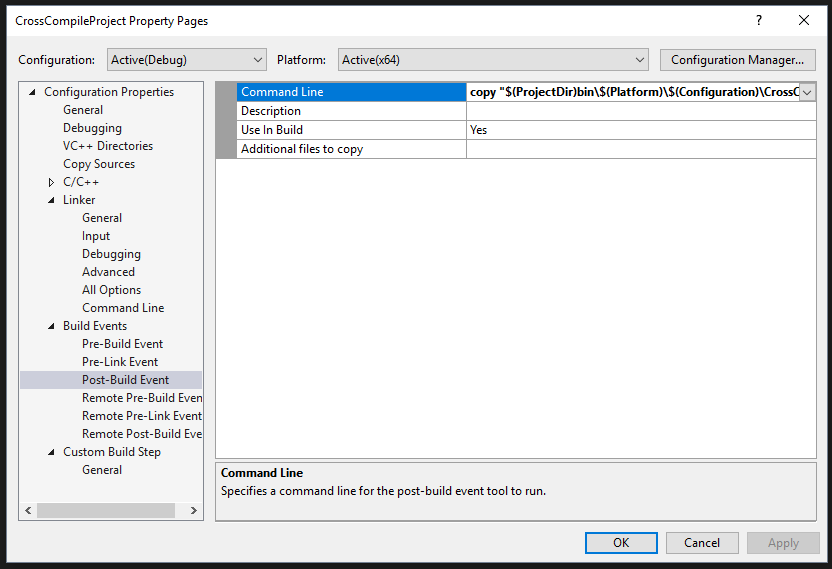 CrossCompileProject Property Pages
? 
Configuration: Active(Debug) Platform: Active(x64) Configuration Manager...
Configuration Properties
General
Debugging
VC++ Directories
Copy Sources
C/C++
Linker
General
Input
Debugging
Advanced
All Options
Command Line
Build Events
Pre-Build Event
Pre-Link Event
Post-Build Event
Remote Pre-Build Even
Remote Pre-Link Event
Remote Post-Build Eve
Custom Build Step
General
Command Line copy "$(ProjectDir)bin\$(Platform)\$(Configuration)\CrossC
Description
Use In Build Yes
Additional files to copy
Command Line
Specifies a command line for the post-build event tool to run.
OK Cancel Apply